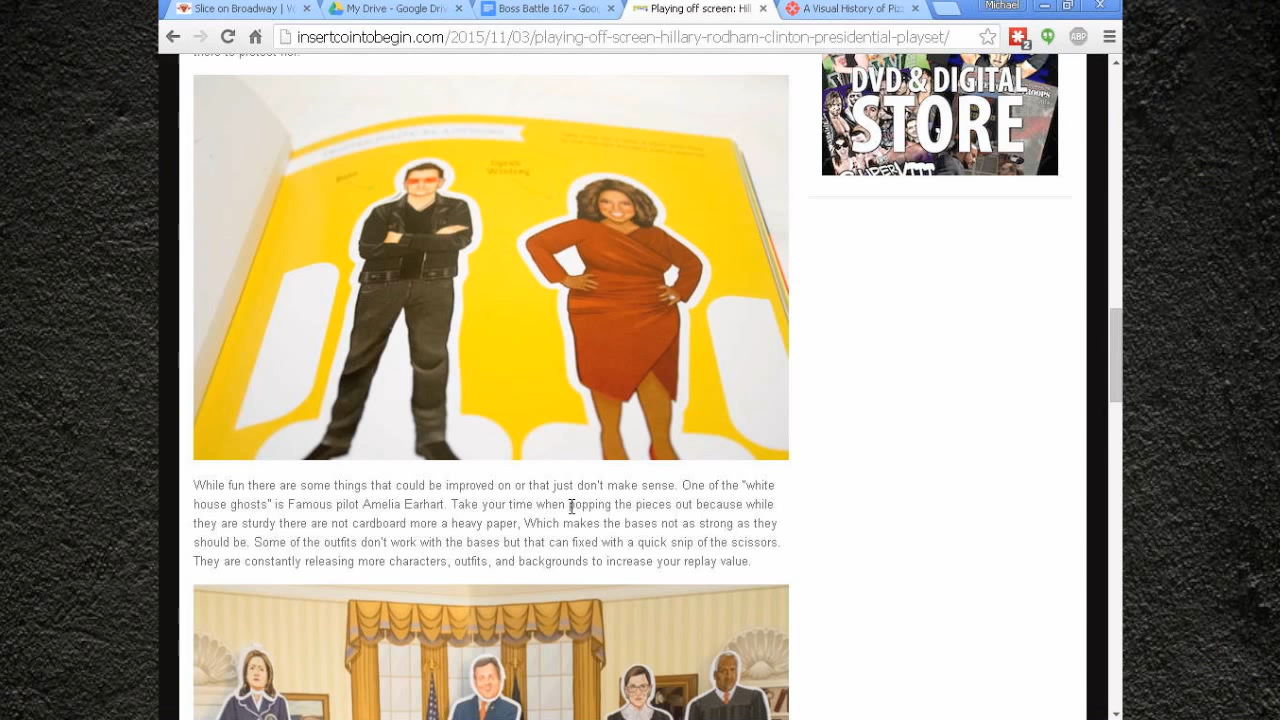 Slice on Broadway | V
My Drive - Google Dri
Boss Battle 167 - Goo
Playing off screen: Hil
A Visual History of Piz
Michael
insertcointobegin.com/2015/11/03/playing-off-screen-hillary-rodham-clinton-presidential-playset/
2
ABP
DVD & DIGITAL
STORE
Bono
Oprah
Winfrey
While fun there are some things that could be improved on or that just don't make sense. One of the "white
house ghosts" is Famous pilot Amelia Earhart. Take your time when popping the pieces out because while
they are sturdy there are not cardboard more a heavy paper, Which makes the bases not as strong as they
should be. Some of the outfits don't work with the bases but that can fixed with a quick snip of the scissors.
They are constantly releasing more characters, outfits, and backgrounds to increase your replay value.